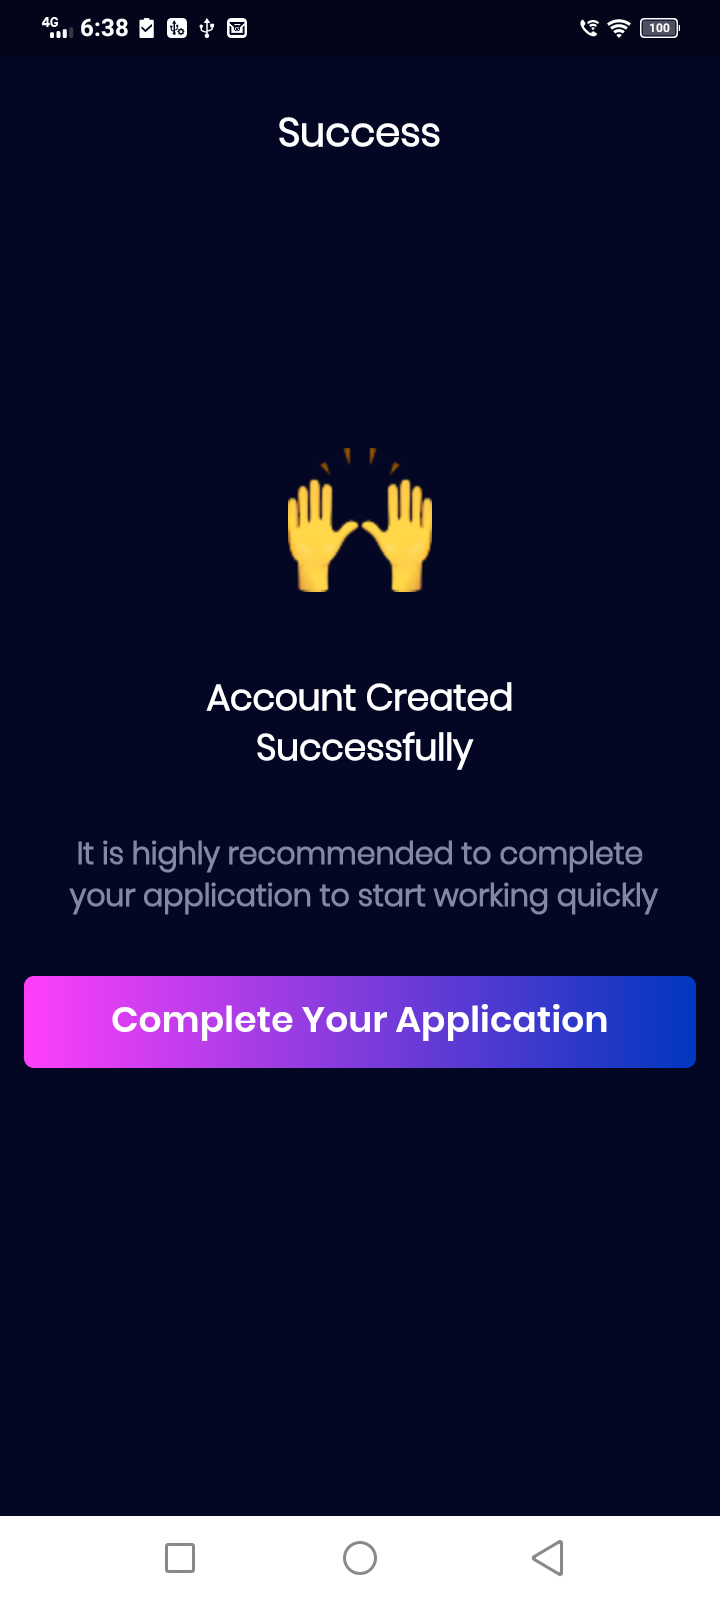 4G 6:38 100
Success
Account Created
Successfully
It is highly recommended to complete
your application to start working quickly
Complete Your Application